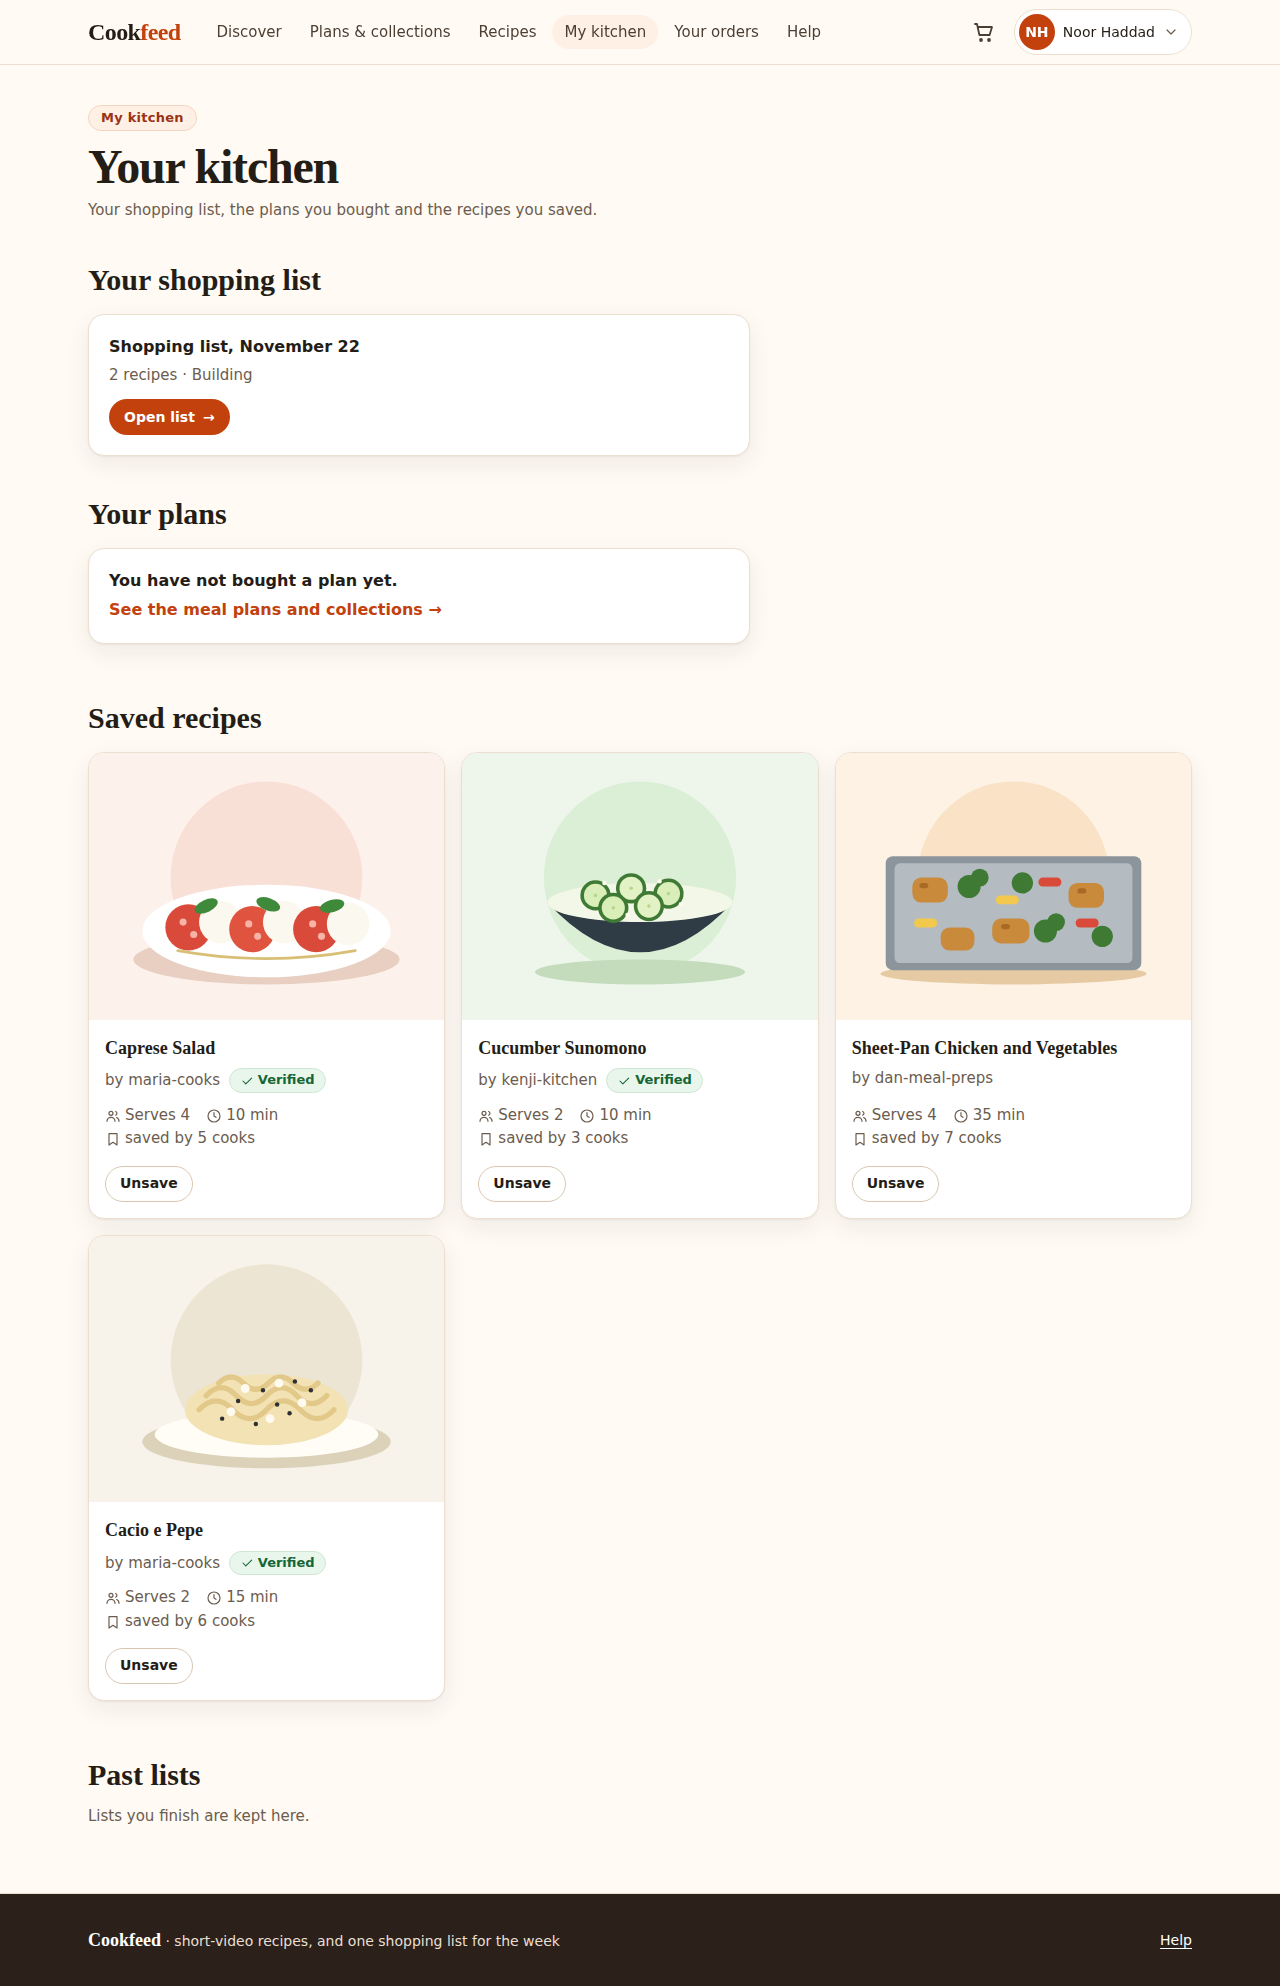 Cookfeed Discover Plans & collections Recipes My kitchen Your orders Help NH Noor Haddad
My kitchen
Your kitchen
Your shopping list, the plans you bought and the recipes you saved.
Your shopping list
Shopping list, November 22
2 recipes · Building
Open list →
Your plans
You have not bought a plan yet.
See the meal plans and collections →
Saved recipes
Caprese Salad
by maria-cooks Verified
Serves 4 10 min
saved by 5 cooks
Unsave
Cucumber Sunomono
by kenji-kitchen Verified
Serves 2 10 min
saved by 3 cooks
Unsave
Sheet-Pan Chicken and Vegetables
by dan-meal-preps
Serves 4 35 min
saved by 7 cooks
Unsave
Cacio e Pepe
by maria-cooks Verified
Serves 2 15 min
saved by 6 cooks
Unsave
Past lists
Lists you finish are kept here.
Cookfeed · short-video recipes, and one shopping list for the week
Help